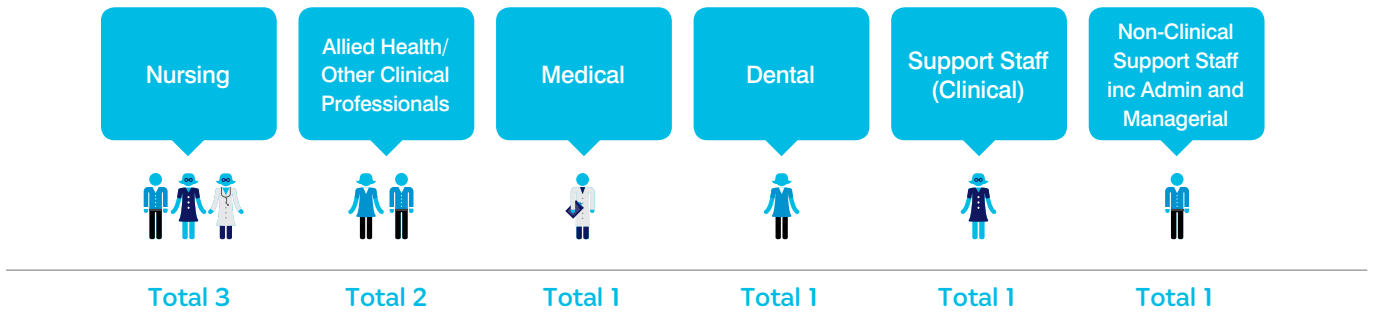 Nursing
Allied Health/
Other Clinical
Professionals
Medical
Dental
Support Staff
(Clinical)
Non-Clinical
Support Staff
inc Admin and
Managerial
Total 3
Total 2
Total 1
Total 1
Total 1
Total 1